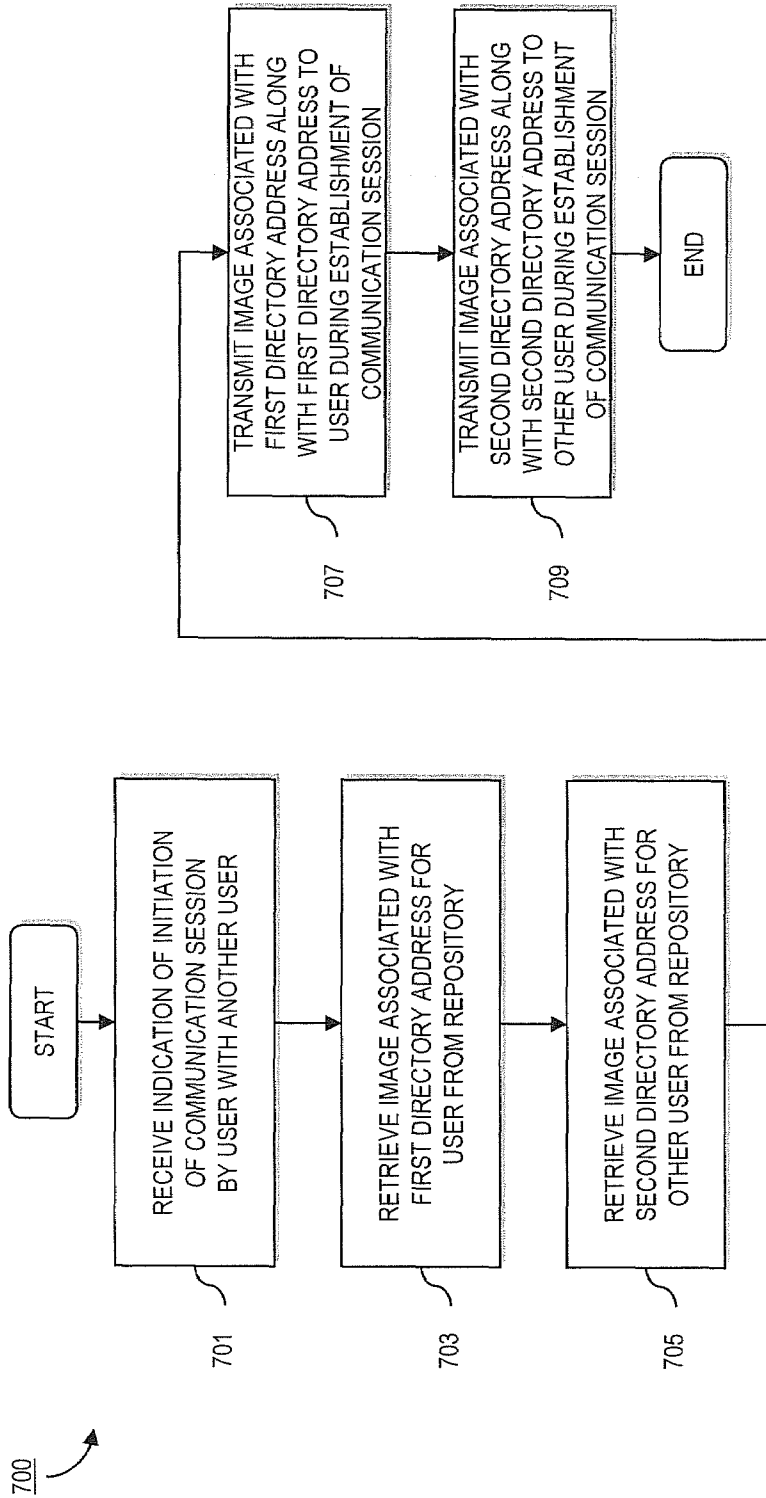 700
START
701
RECEIVE INDICATION OF INITIATION
OF COMMUNICATION SESSION
BY USER WITH ANOTHER USER
703
RETRIEVE IMAGE ASSOCIATED WITH
FIRST DIRECTORY ADDRESS FOR
USER FROM REPOSITORY
705
RETRIEVE IMAGE ASSOCIATED WITH
SECOND DIRECTORY ADDRESS FOR
OTHER USER FROM REPOSITORY
707
TRANSMIT IMAGE ASSOCIATED WITH
FIRST DIRECTORY ADDRESS ALONG
WITH FIRST DIRECTORY ADDRESS TO
USER DURING ESTABLISHMENT OF
COMMUNICATION SESSION
709
TRANSMIT IMAGE ASSOCIATED WITH
SECOND DIRECTORY ADDRESS ALONG
WITH SECOND DIRECTORY ADDRESS TO
OTHER USER DURING ESTABLISHMENT
OF COMMUNICATION SESSION
END